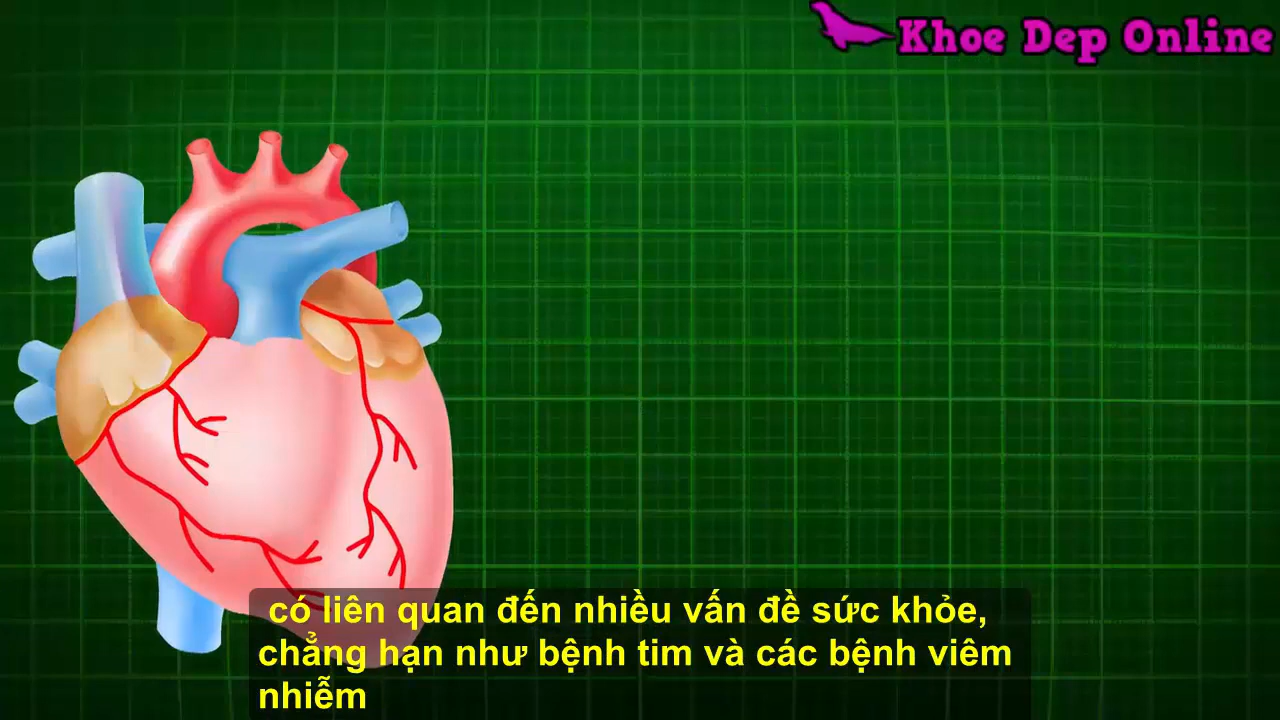 Khoe Dep Online
có liên quan đến nhiều vấn đề sức khỏe,
chẳng hạn như bệnh tim và các bệnh viêm
nhiễm